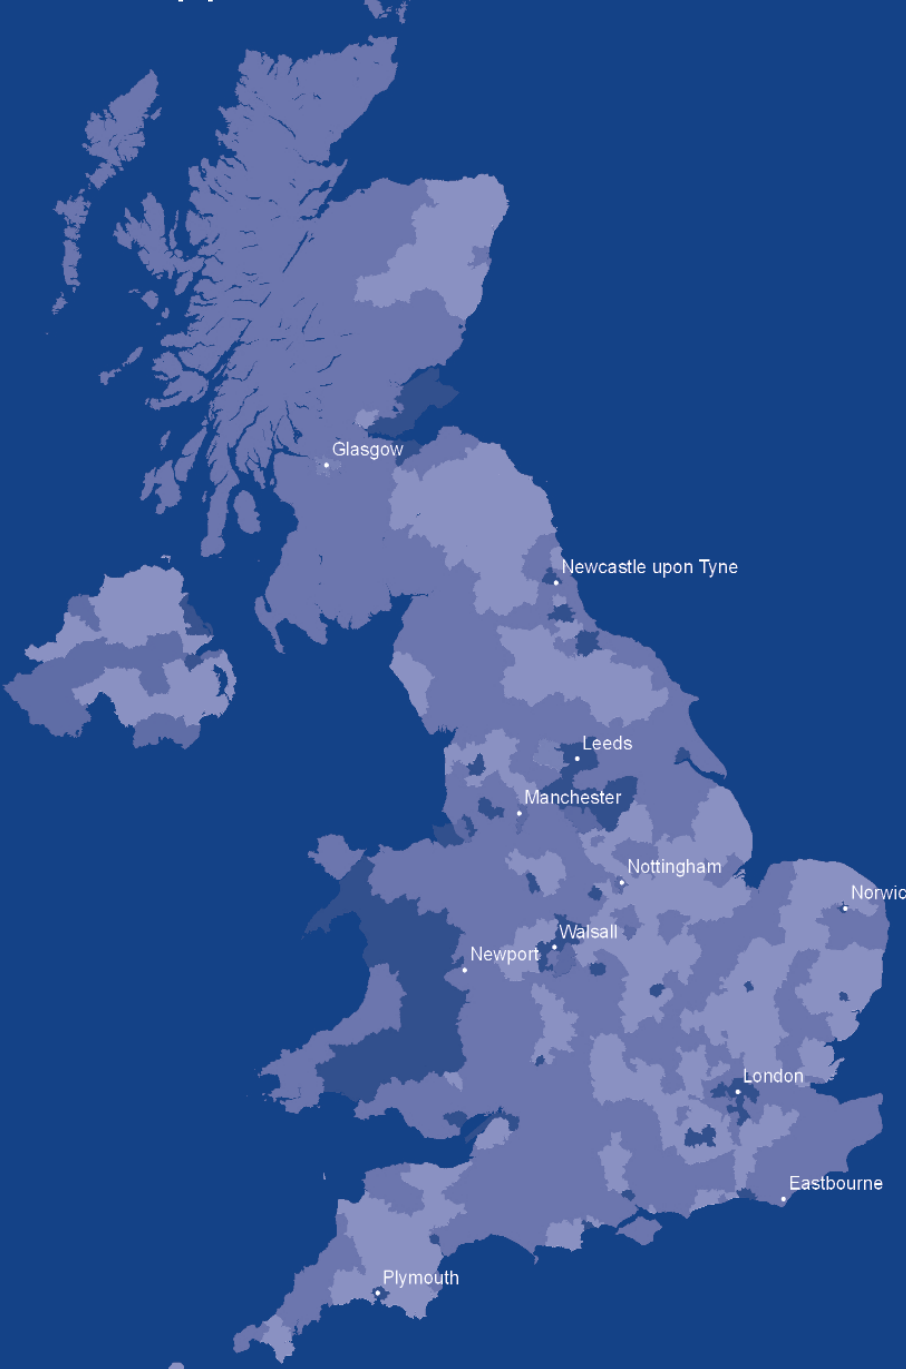 Glasgow
Newcastle upon Tyne
Leeds
Manchester
Nottingham
Norwic
Walsall
Newport
London
Eastbourne
Plymouth